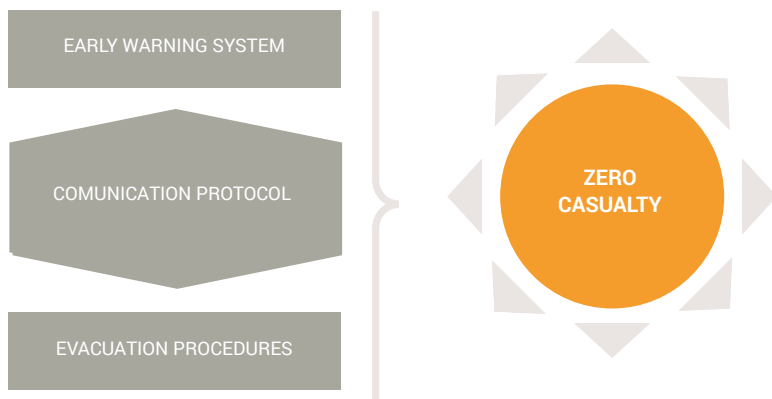 EARLY WARNING SYSTEM
COMUNICATION PROTOCOL
EVACUATION PROCEDURES
ZERO
CASUALTY